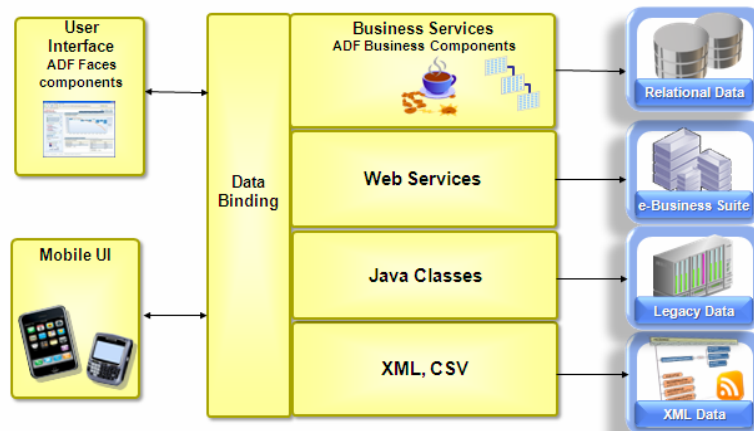 User
Interface
ADF Faces
components
Mobile UI
Data
Binding
Business Services
ADF Business Components
Web Services
Java Classes
XML, CSV
Relational Data
e-Business Suite
Legacy Data
XML Data